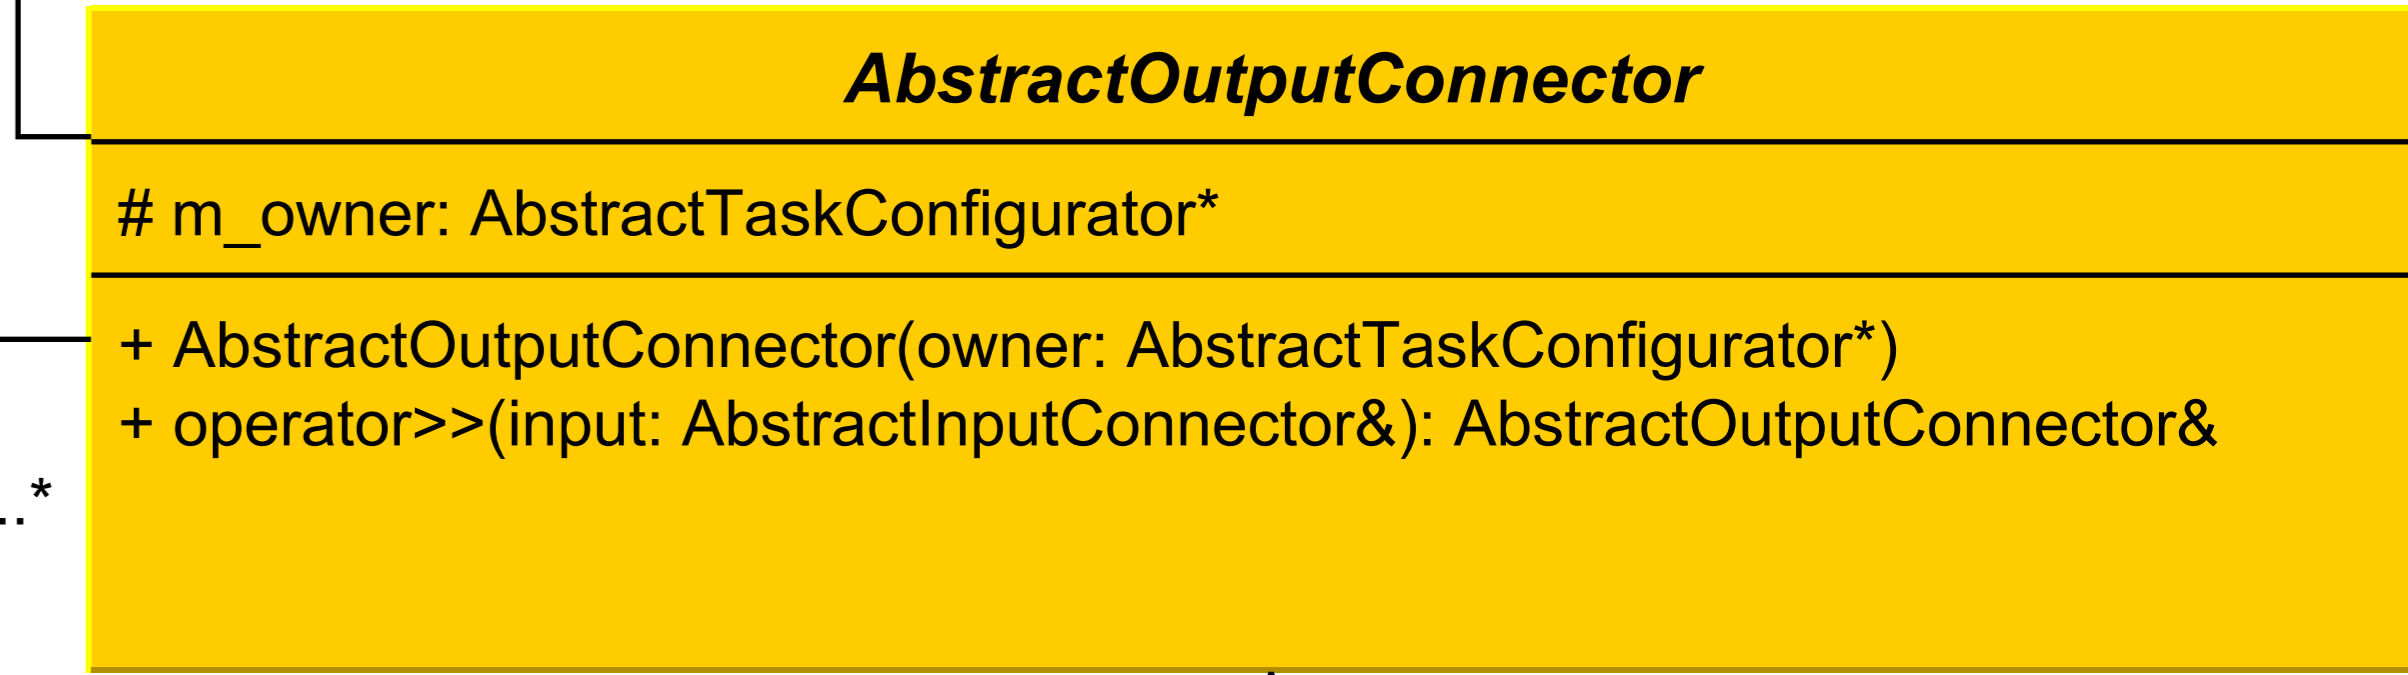 AbstractOutputConnector
# m_owner: AbstractTaskConfigurator*
+ AbstractOutputConnector(owner: AbstractTaskConfigurator*)
+ operator>>(input: AbstractInputConnector&): AbstractOutputConnector&
..*